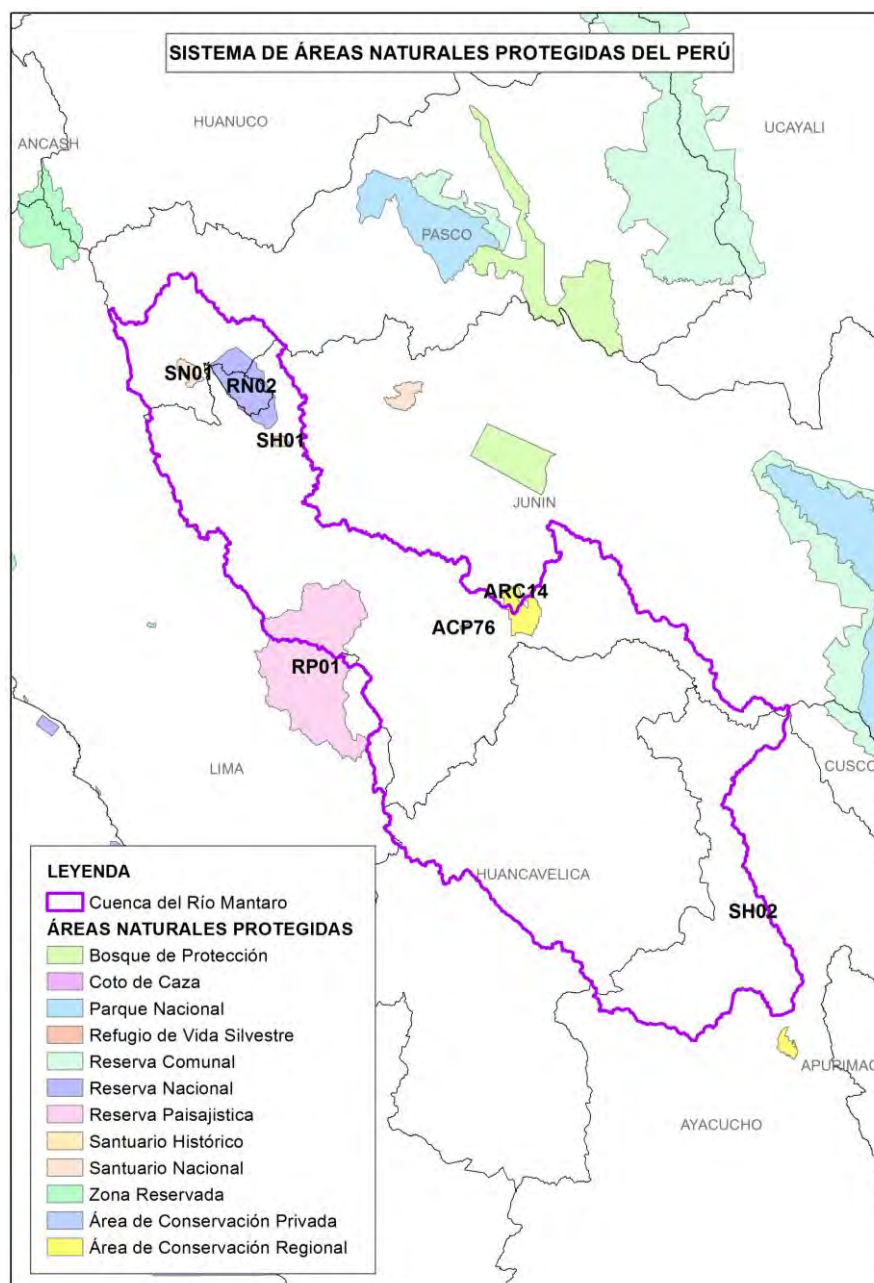 SISTEMA DE ÁREAS NATURALES PROTEGIDAS DEL PERÚ
HUANUCO
UCAYALI
ANCASH
PASCO
SN01
RN02
SH01
JUNIN
ARC14
ACP76
RP01
LIMA
CUSCO
HUANCAVELICA
SH02
APURIMAC
AYACUCHO
LEYENDA
Cuenca del Río Mantaro
ÁREAS NATURALES PROTEGIDAS
Bosque de Protección
Coto de Caza
Parque Nacional
Refugio de Vida Silvestre
Reserva Comunal
Reserva Nacional
Reserva Paisajistica
Santuario Histórico
Santuario Nacional
Zona Reservada
Área de Conservación Privada
Área de Conservación Regional